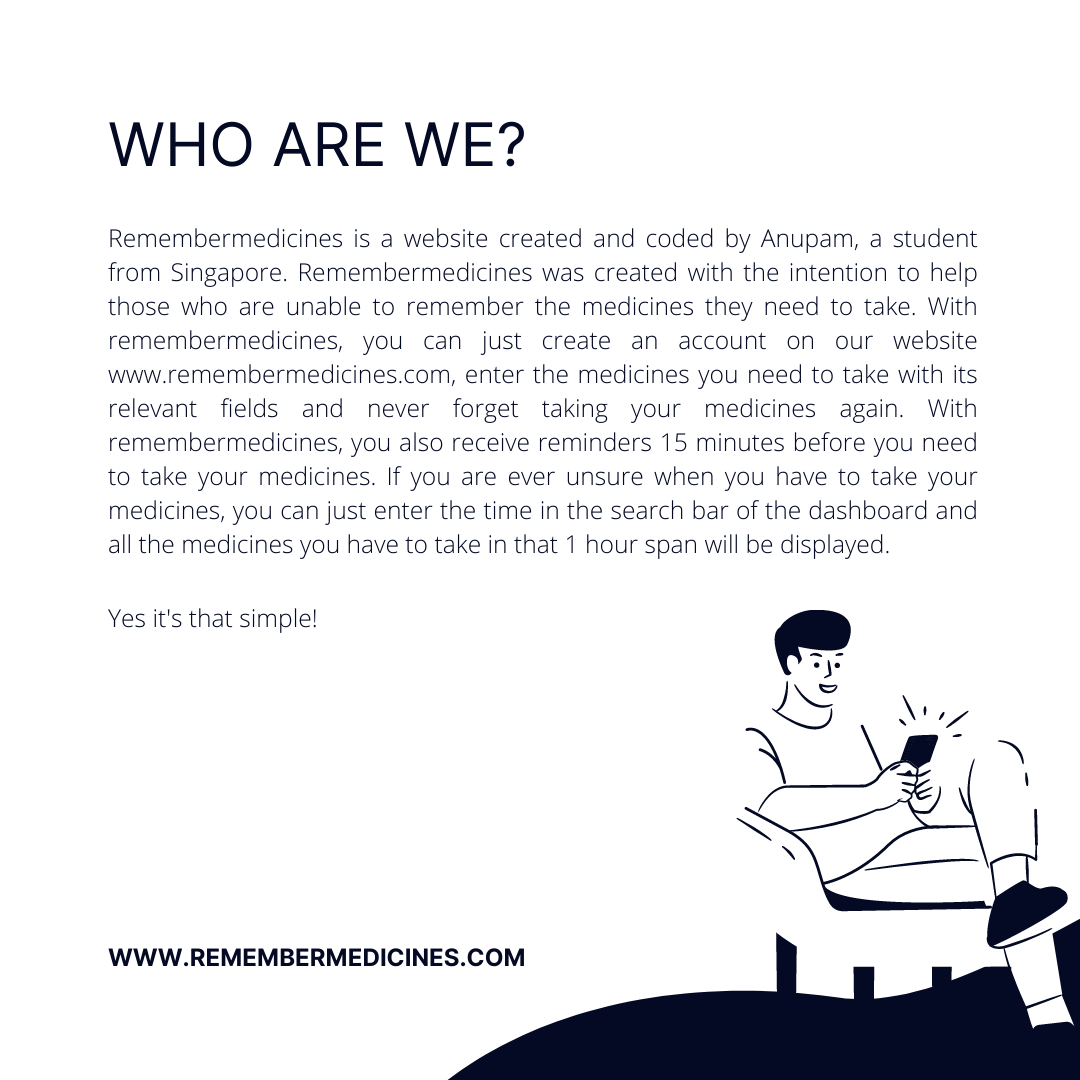 WHO ARE WE?
Remembermedicines is a website created and coded by Anupam, a student
from Singapore. Remembermedicines was created with the intention to help
those who are unable to remember the medicines they need to take. With
remembermedicines, you can just create an account on our website
www.remembermedicines.com, enter the medicines you need to take with its
relevant fields and never forget taking your medicines again. With
remembermedicines, you also receive reminders 15 minutes before you need
to take your medicines. If you are ever unsure when you have to take your
medicines, you can just enter the time in the search bar of the dashboard and
all the medicines you have to take in that 1 hour span will be displayed.
Yes it's that simple!
WWW.REMEMBERMEDICINES.COM